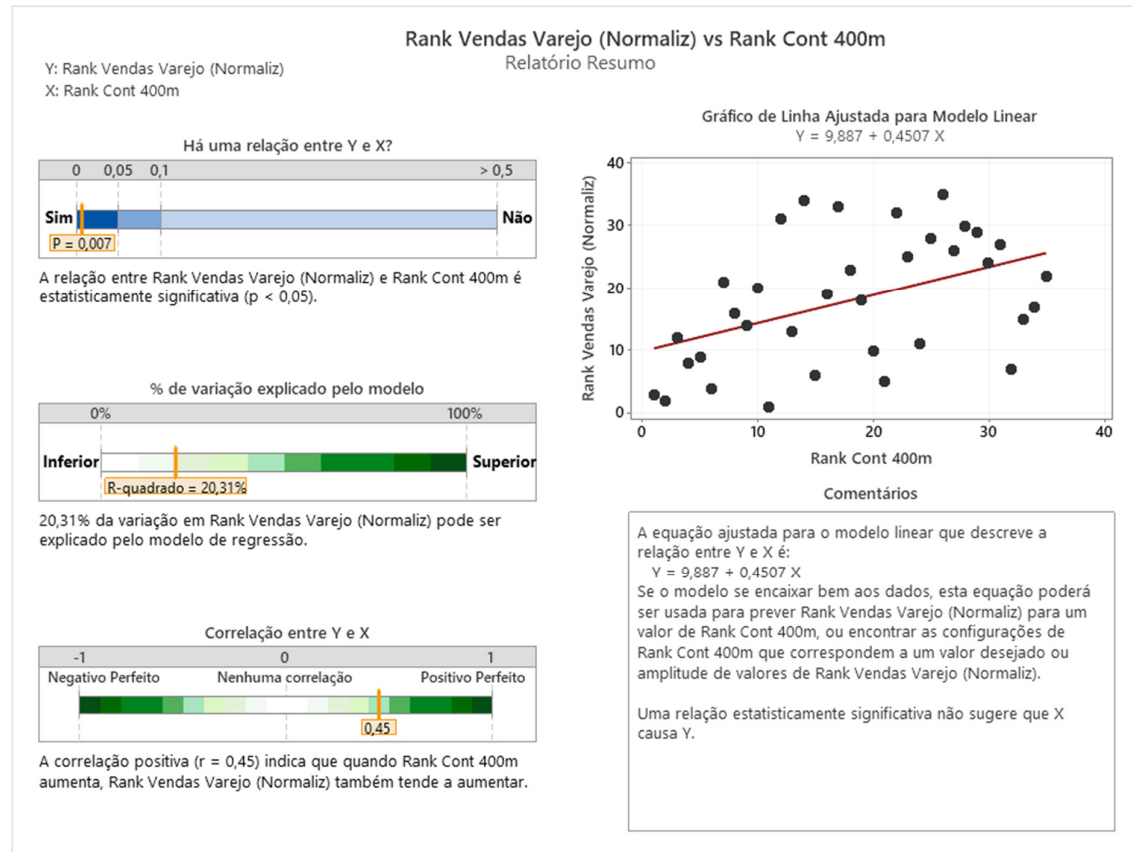 Rank Vendas Varejo (Normaliz) vs Rank Cont 400m
Relatório Resumo
Y: Rank Vendas Varejo (Normaliz)
X: Rank Cont 400m
Há uma relação entre Y e X?
0 0,05 0,1 > 0,5
Sim Não
P = 0,007
A relação entre Rank Vendas Varejo (Normaliz) e Rank Cont 400m é
estatisticamente significativa (p < 0,05).
% de variação explicado pelo modelo
0% 100%
Inferior Superior
R-quadrado = 20,31%
20,31% da variação em Rank Vendas Varejo (Normaliz) pode ser
explicado pelo modelo de regressão.
Correlação entre Y e X
-1 0 1
Negativo Perfeito Nenhuma correlação Positivo Perfeito
0,45
A correlação positiva (r = 0,45) indica que quando Rank Cont 400m
aumenta, Rank Vendas Varejo (Normaliz) também tende a aumentar.
Gráfico de Linha Ajustada para Modelo Linear
Y = 9,887 + 0,4507 X
Rank Vendas Varejo (Normaliz)
40
30
20
10
0
0 10 20 30 40
Rank Cont 400m
Comentários
A equação ajustada para o modelo linear que descreve a
relação entre Y e X é:
Y = 9,887 + 0,4507 X
Se o modelo se encaixar bem aos dados, esta equação poderá
ser usada para prever Rank Vendas Varejo (Normaliz) para um
valor de Rank Cont 400m, ou encontrar as configurações de
Rank Cont 400m que correspondem a um valor desejado ou
amplitude de valores de Rank Vendas Varejo (Normaliz).
Uma relação estatisticamente significativa não sugere que X
causa Y.